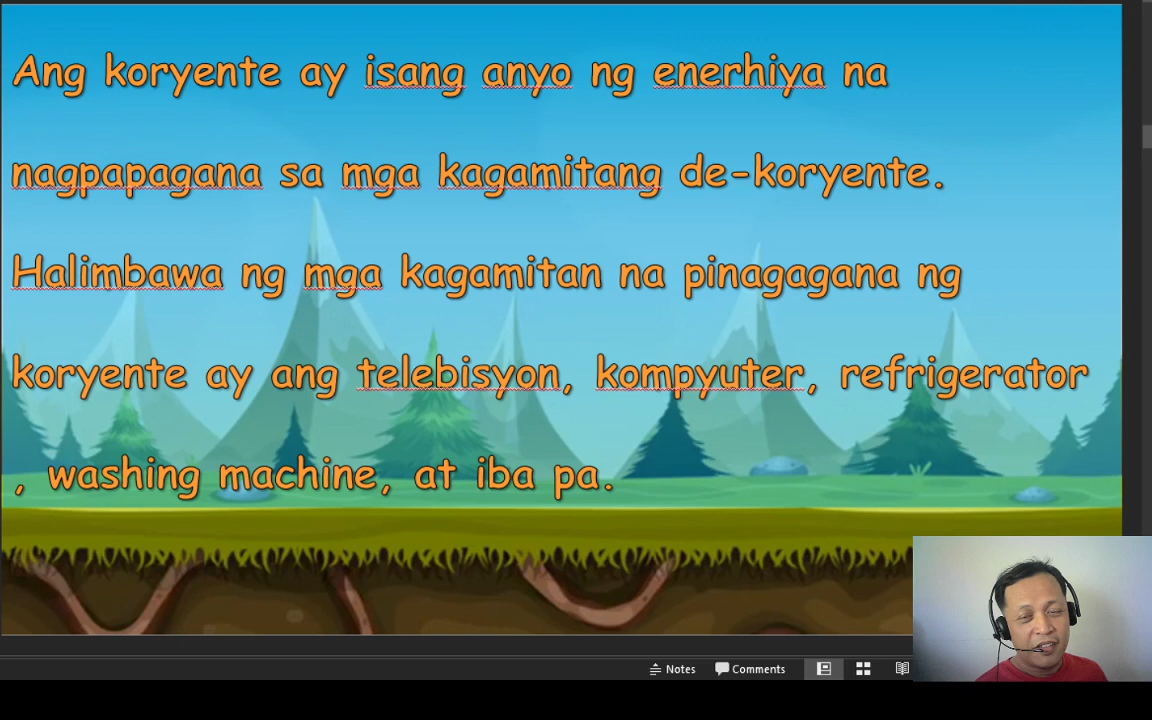 Ang koryente ay isang anyo ng enerhiya na
nagpapagana sa mga kagamitang de-koryente.
Halimbawa ng mga kagamitan na pinagagana ng
koryente ay ang telebisyon, kompyuter, refrigerator
, washing machine, at iba pa.
Notes Comments